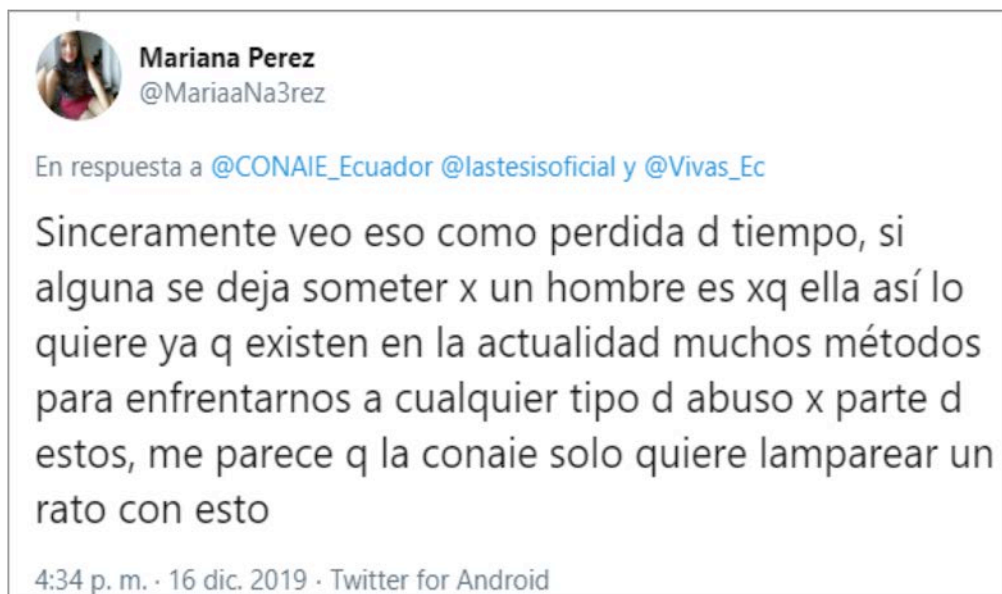 Mariana Perez
@MariaaNa3rez
En respuesta a @CONAIE_Ecuador @lastesisoficial y @Vivas_Ec
Sinceramente veo eso como perdida d tiempo, si
alguna se deja someter x un hombre es xq ella así lo
quiere ya q existen en la actualidad muchos métodos
para enfrentarnos a cualquier tipo d abuso x parte d
estos, me parece q la conaie solo quiere lamparear un
rato con esto
4:34 p. m. · 16 dic. 2019 · Twitter for Android